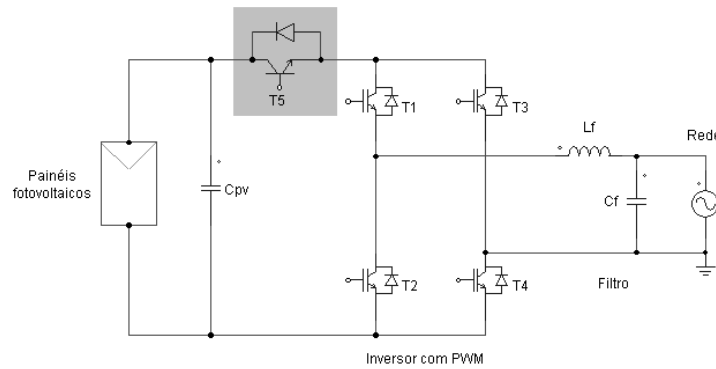 T5
T1
T3
Lf
Rede
Painéis
fotovoltaicos
Cpv
Cf
T2
T4
Filtro
Inversor com PWM